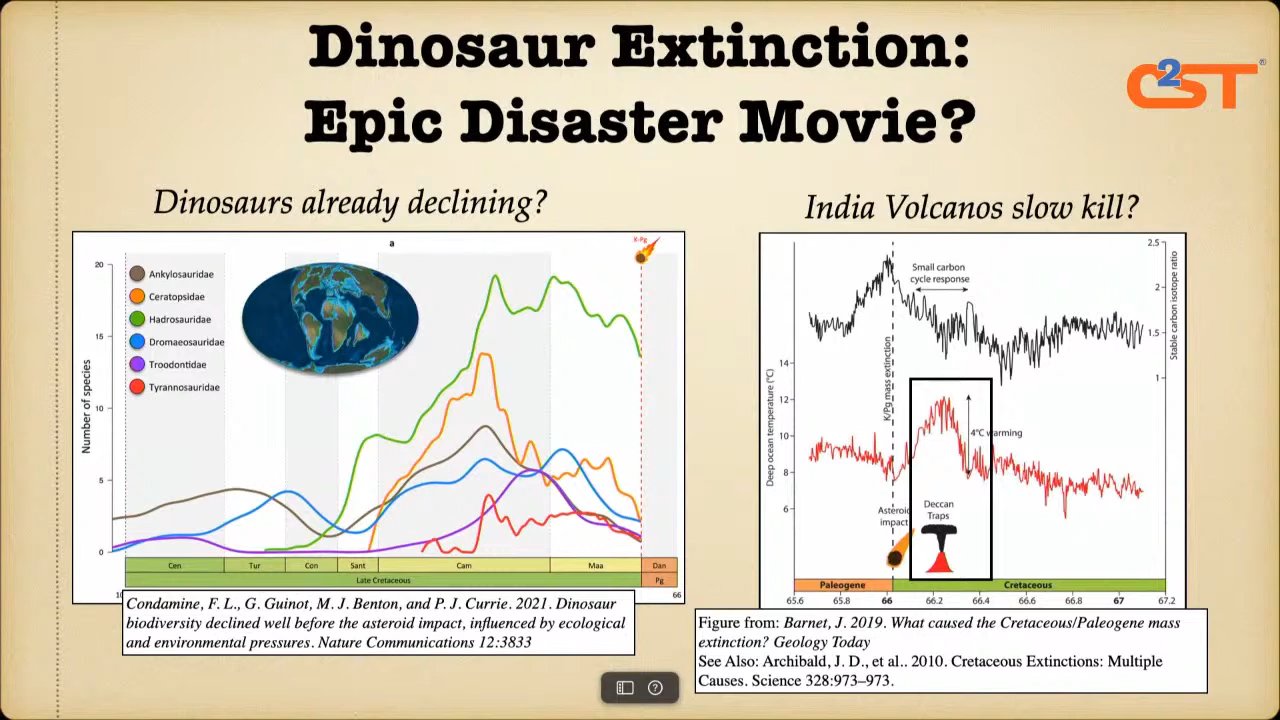 Dinosaur Extinction:
Epic Disaster Movie?
C2ST®
Dinosaurs already declining?
India Volcanos slow kill?
a
K-Pg
20
15
10
5
0
Number of species
Ankylosauridae
Ceratopsidae
Hadrosauridae
Dromaeosauridae
Troodontidae
Tyrannosauridae
Cen
Tur
Con
Sant
Cam
Maa
Dan
Late Cretaceous
Pg
66
Condamine, F. L., G. Guinot, M. J. Benton, and P. J. Currie. 2021. Dinosaur
biodiversity declined well before the asteroid impact, influenced by ecological
and environmental pressures. Nature Communications 12:3833
2.5
2
1.5
1
Stable carbon isotope ratio
Small carbon
cycle response
K/Pg mass extinction
14
12
10
8
6
Deep ocean temperature (°C)
4°C warming
Asteroid
impact
Deccan
Traps
Paleogene
Cretaceous
65.6
65.8
66
66.2
66.4
66.6
66.8
67
67.2
Figure from: Barnet, J. 2019. What caused the Cretaceous/Paleogene mass
extinction? Geology Today
See Also: Archibald, J. D., et al.. 2010. Cretaceous Extinctions: Multiple
Causes. Science 328:973–973.
?